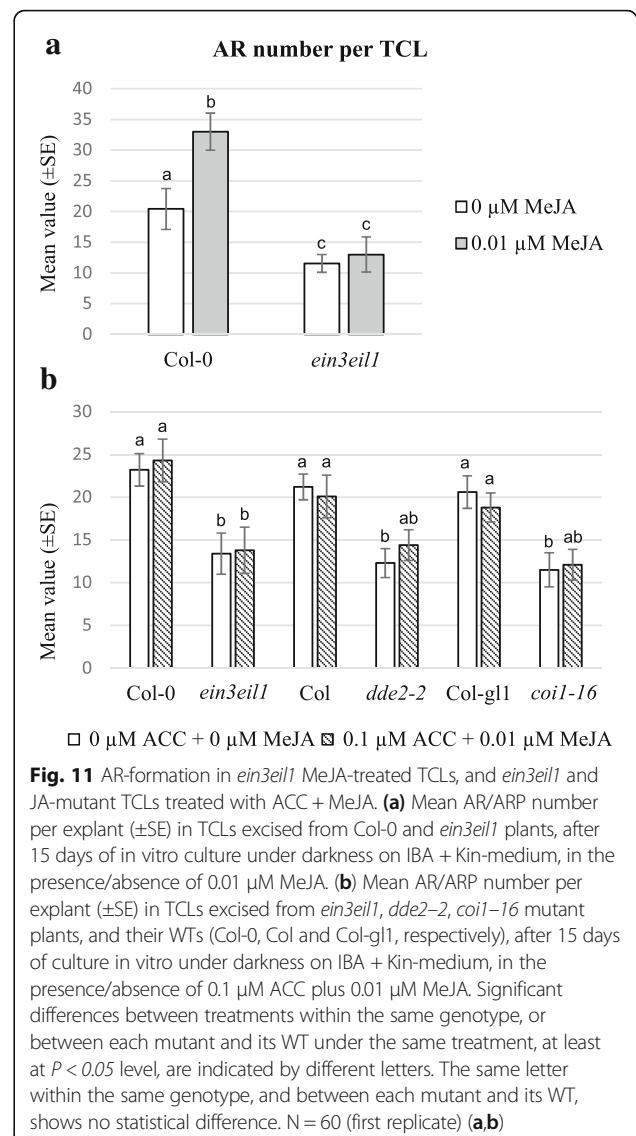 a
AR number per TCL
Mean value (±SE)
40
35
30
25
20
15
10
5
0
a
b
c
c
Col-0
ein3eil1
0 µM MeJA
0.01 µM MeJA
b
Mean value (±SE)
30
25
20
15
10
5
0
a a
b b
a a
b ab
a a
b ab
Col-0 ein3eil1 Col dde2-2 Col-gl1 coi1-16
0 µM ACC + 0 µM MeJA 0.1 µM ACC + 0.01 µM MeJA
Fig. 11 AR-formation in ein3eil1 MeJA-treated TCLs, and ein3eil1 and
JA-mutant TCLs treated with ACC + MeJA. (a) Mean AR/ARP number
per explant (±SE) in TCLs excised from Col-0 and ein3eil1 plants, after
15 days of in vitro culture under darkness on IBA + Kin-medium, in the
presence/absence of 0.01 µM MeJA. (b) Mean AR/ARP number per
explant (±SE) in TCLs excised from ein3eil1, dde2–2, coi1–16 mutant
plants, and their WTs (Col-0, Col and Col-gl1, respectively), after 15 days
of culture in vitro under darkness on IBA + Kin-medium, in the
presence/absence of 0.1 µM ACC plus 0.01 µM MeJA. Significant
differences between treatments within the same genotype, or
between each mutant and its WT under the same treatment, at least
at P < 0.05 level, are indicated by different letters. The same letter
within the same genotype, and between each mutant and its WT,
shows no statistical difference. N = 60 (first replicate) (a,b)